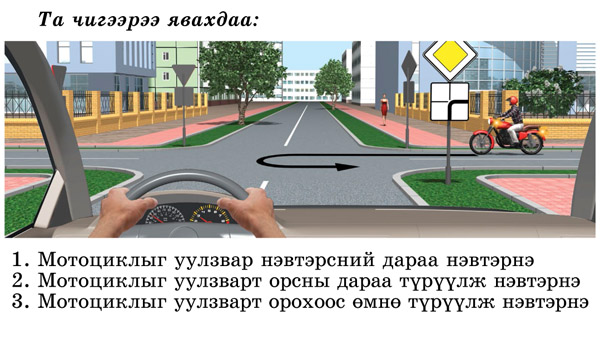 Та чигээрээ явахдаа:
1. Мотоциклыг уулзвар нэвтэрсний дараа нэвтэрнэ
2. Мотоциклыг уулзварт орсны дараа түрүүлж нэвтэрнэ
3. Мотоциклыг уулзварт орохоос өмнө түрүүлж нэвтэрнэ